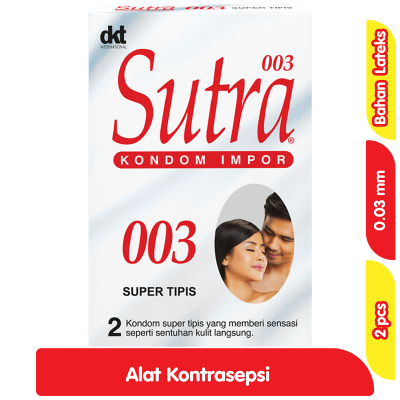 dkt
INTERNATIONAL
003
Sutra®
KONDOM IMPOR
003
SUPER TIPIS
2 Kondom super tipis yang memberi sensasi
seperti sentuhan kulit langsung.
Bahan Lateks
0.03 mm
2 pcs
Alat Kontrasepsi